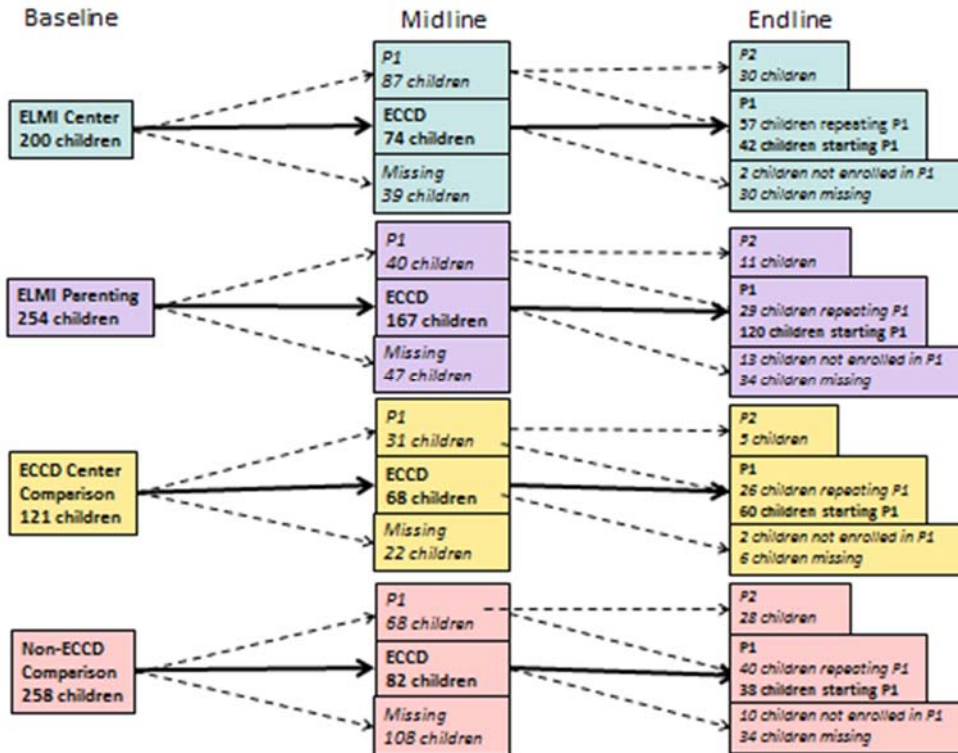 Baseline
Midline
Endline
ELMI Center
200 children
P1
87 children
ECCD
74 children
Missing
39 children
P2
30 children
P1
57 children repeating P1
42 children starting P1
2 children not enrolled in P1
30 children missing
ELMI Parenting
254 children
P1
40 children
ECCD
167 children
Missing
47 children
P2
11 children
P1
29 children repeating P1
120 children starting P1
13 children not enrolled in P1
34 children missing
ECCD Center
Comparison
121 children
P1
31 children
ECCD
68 children
Missing
22 children
P2
5 children
P1
26 children repeating P1
60 children starting P1
2 children not enrolled in P1
6 children missing
Non-ECCD
Comparison
258 children
P1
68 children
ECCD
82 children
Missing
108 children
P2
28 children
P1
40 children repeating P1
38 children starting P1
10 children not enrolled in P1
34 children missing